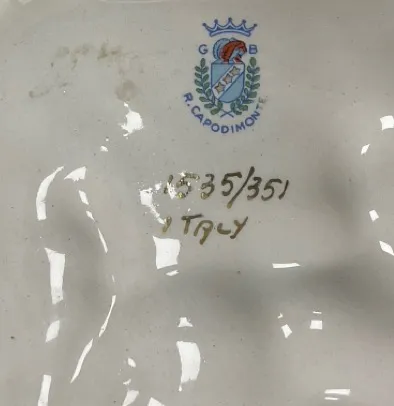 G B
R. CAPODIMONTE
1535/351
ITALY